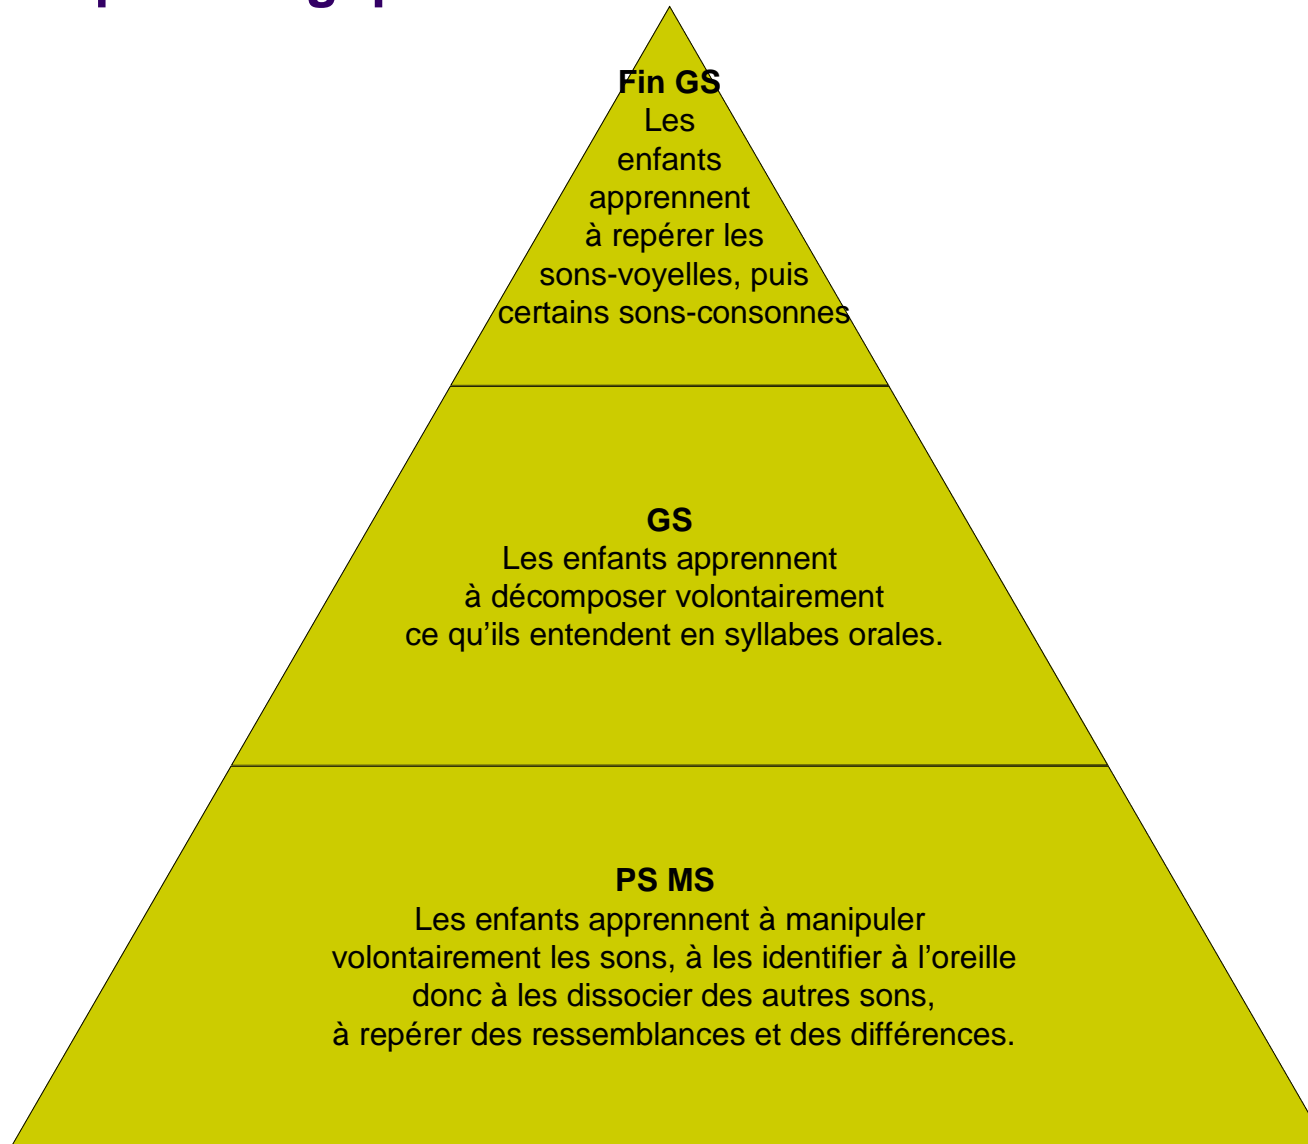 Fin GS
Les
enfants
apprennent
à repérer les
sons-voyelles, puis
certains sons-consonnes
GS
Les enfants apprennent
à décomposer volontairement
ce qu’ils entendent en syllabes orales.
PS MS
Les enfants apprennent à manipuler
volontairement les sons, à les identifier à l’oreille
donc à les dissocier des autres sons,
à repérer des ressemblances et des différences.